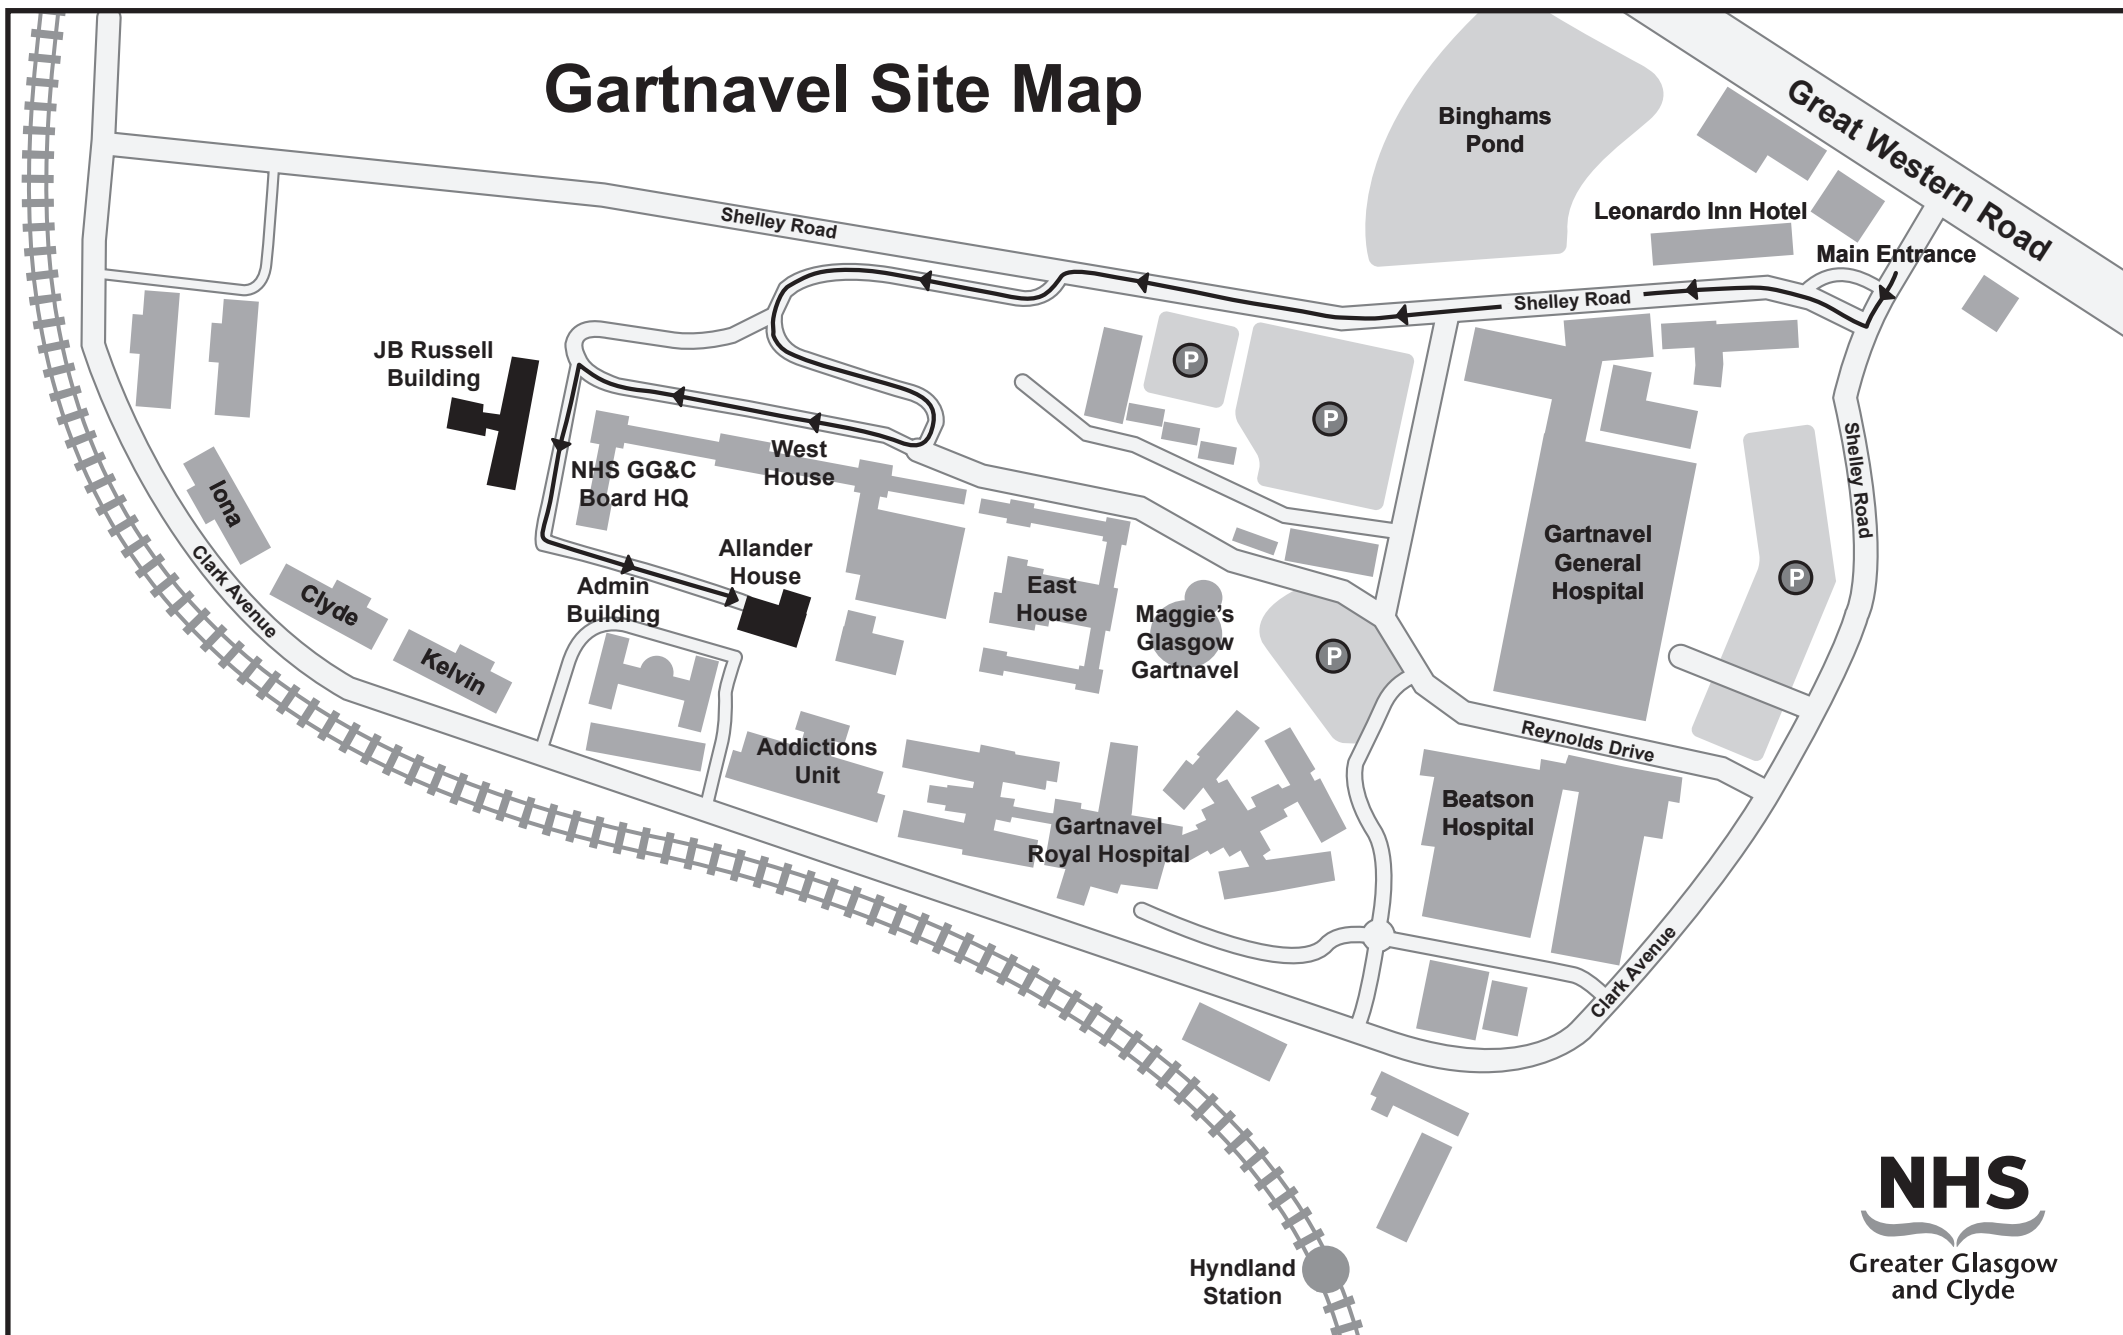 Gartnavel Site Map
Binghams
Pond
Great Western Road
Leonardo Inn Hotel
Main Entrance
Shelley Road
Shelley Road
JB Russell
Building
P
P
West
House
NHS GG&C
Board HQ
Shelley Road
Iona
Clark Avenue
Clyde
Kelvin
Allander
House
Admin
Building
East
House
Maggie's
Glasgow
Gartnavel
P
Gartnavel
General
Hospital
P
Reynolds Drive
Addictions
Unit
Gartnavel
Royal Hospital
Beatson
Hospital
Clark Avenue
Hyndland
Station
NHS
Greater Glasgow
and Clyde